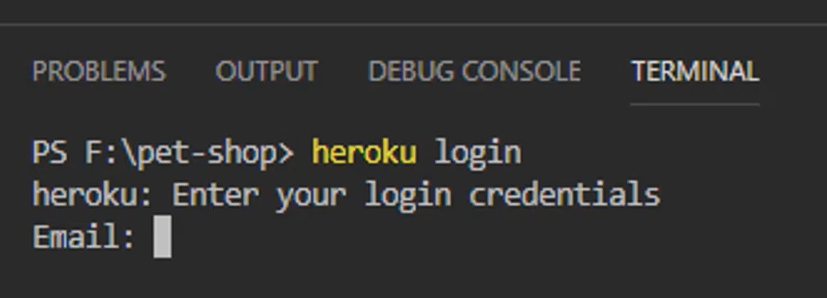 PROBLEMS OUTPUT DEBUG CONSOLE TERMINAL
PS F:\pet-shop> heroku login
heroku: Enter your login credentials
Email: